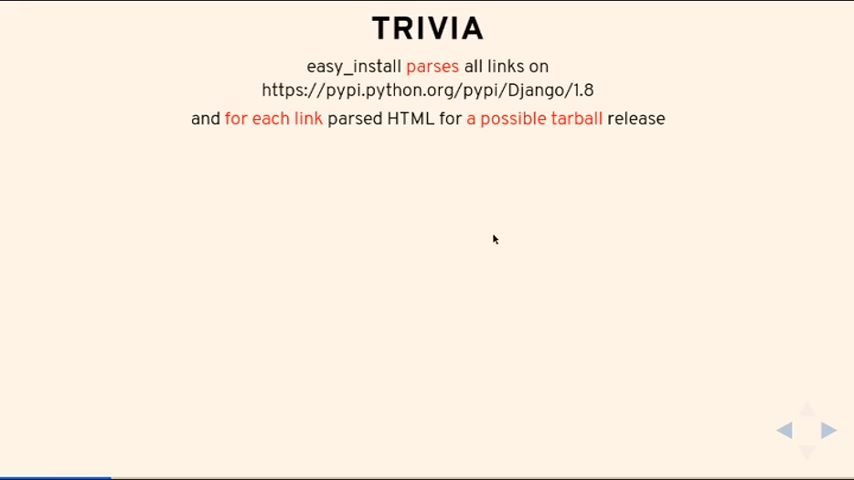 TRIVIA
easy_install parses all links on
https://pypi.python.org/pypi/Django/1.8
and for each link parsed HTML for a possible tarball release